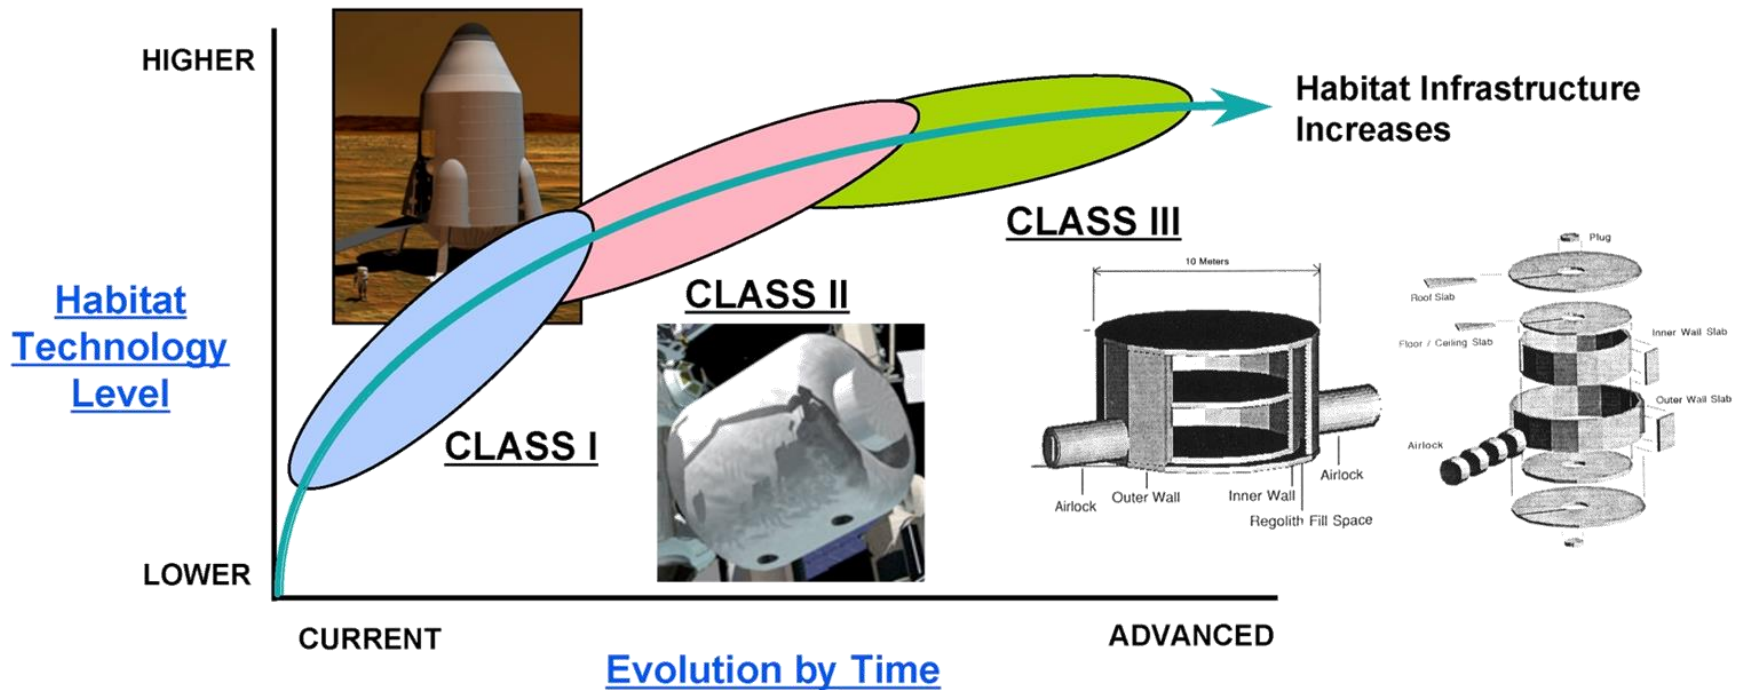 HIGHER
Habitat Infrastructure
Increases
CLASS III
Habitat
Technology
Level
CLASS II
CLASS I
10 Meters
Airlock
Outer Wall
Inner Wall
Airlock
Regolith Fill Space
Plug
Roof Slab
Floor / Ceiling Slab
Inner Wall Slab
Outer Wall Slab
Airlock
LOWER
CURRENT
ADVANCED
Evolution by Time